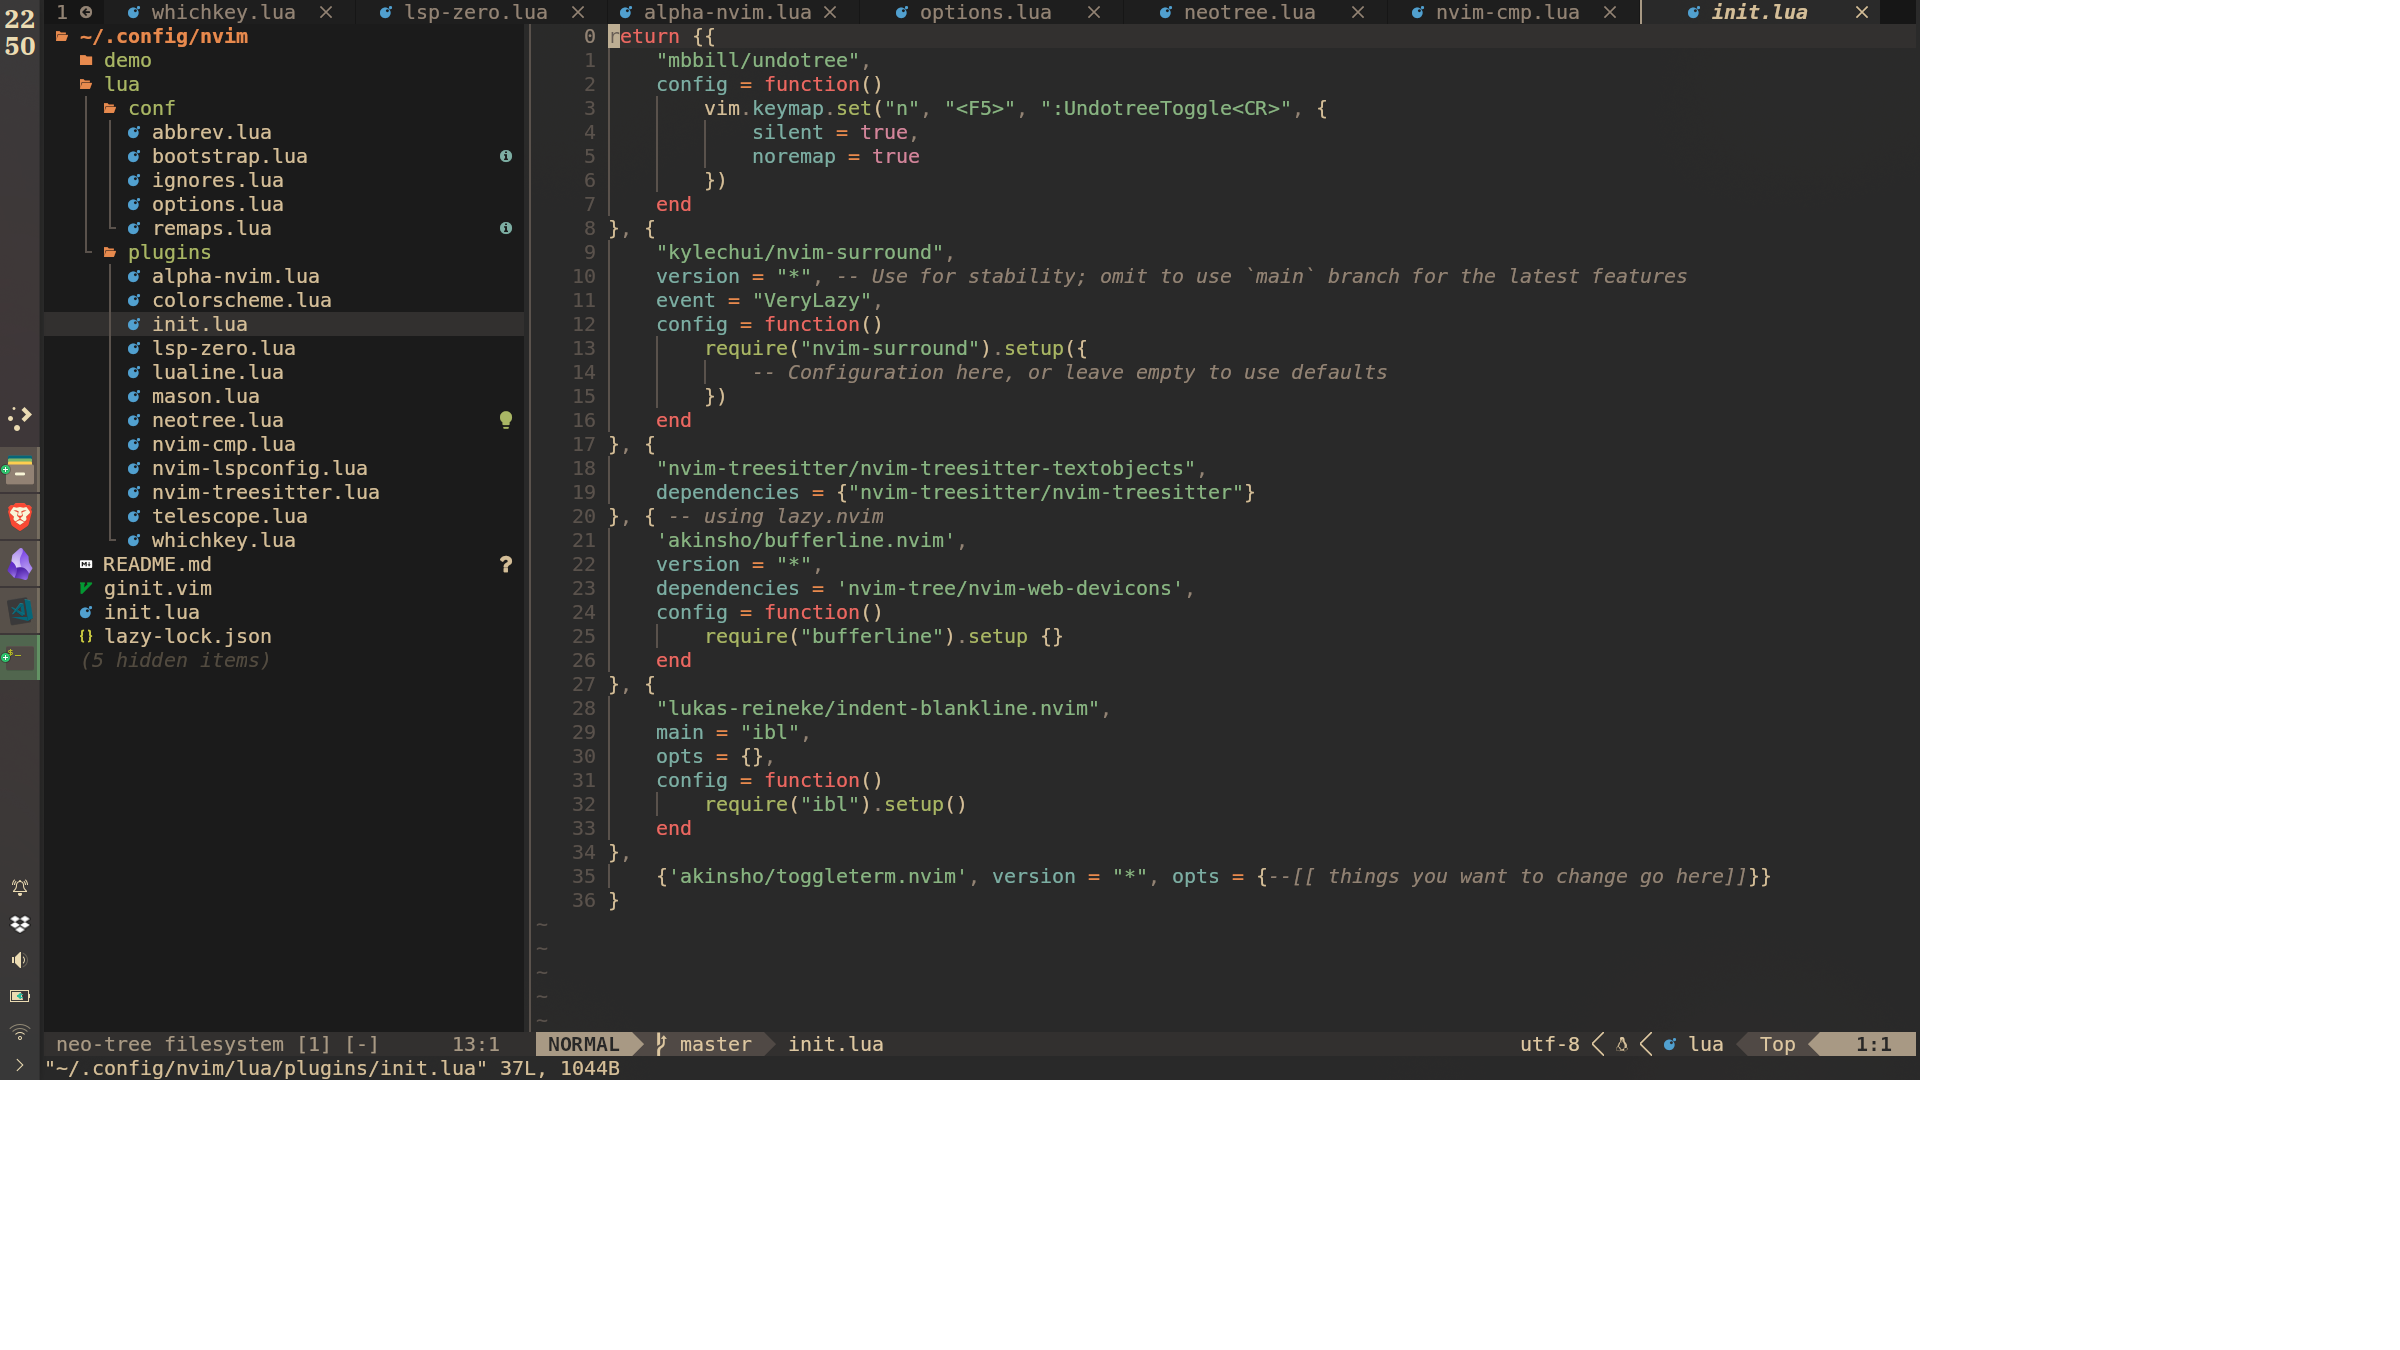 22
50
1 whichkey.lua lsp-zero.lua alpha-nvim.lua options.lua neotree.lua nvim-cmp.lua init.lua
~/.config/nvim
demo
lua
conf
abbrev.lua
bootstrap.lua
ignores.lua
options.lua
remaps.lua
plugins
alpha-nvim.lua
colorscheme.lua
init.lua
lsp-zero.lua
lualine.lua
mason.lua
neotree.lua
nvim-cmp.lua
nvim-lspconfig.lua
nvim-treesitter.lua
telescope.lua
whichkey.lua
README.md ?
ginit.vim
init.lua
{} lazy-lock.json
(5 hidden items)
0 return {{
1     "mbbill/undotree",
2     config = function()
3         vim.keymap.set("n", "<F5>", ":UndotreeToggle<CR>", {
4             silent = true,
5             noremap = true
6         })
7     end
8 }, {
9     "kylechui/nvim-surround",
10     version = "*", -- Use for stability; omit to use `main` branch for the latest features
11     event = "VeryLazy",
12     config = function()
13         require("nvim-surround").setup({
14             -- Configuration here, or leave empty to use defaults
15         })
16     end
17 }, {
18     "nvim-treesitter/nvim-treesitter-textobjects",
19     dependencies = {"nvim-treesitter/nvim-treesitter"}
20 }, { -- using lazy.nvim
21     'akinsho/bufferline.nvim',
22     version = "*",
23     dependencies = 'nvim-tree/nvim-web-devicons',
24     config = function()
25         require("bufferline").setup {}
26     end
27 }, {
28     "lukas-reineke/indent-blankline.nvim",
29     main = "ibl",
30     opts = {},
31     config = function()
32         require("ibl").setup()
33     end
34 },
35     {'akinsho/toggleterm.nvim', version = "*", opts = {--[[ things you want to change go here]]}}
36 }
~
~
~
~
~
neo-tree filesystem [1] [-] 13:1
NORMAL master init.lua utf-8 lua Top 1:1
"~/.config/nvim/lua/plugins/init.lua" 37L, 1044B